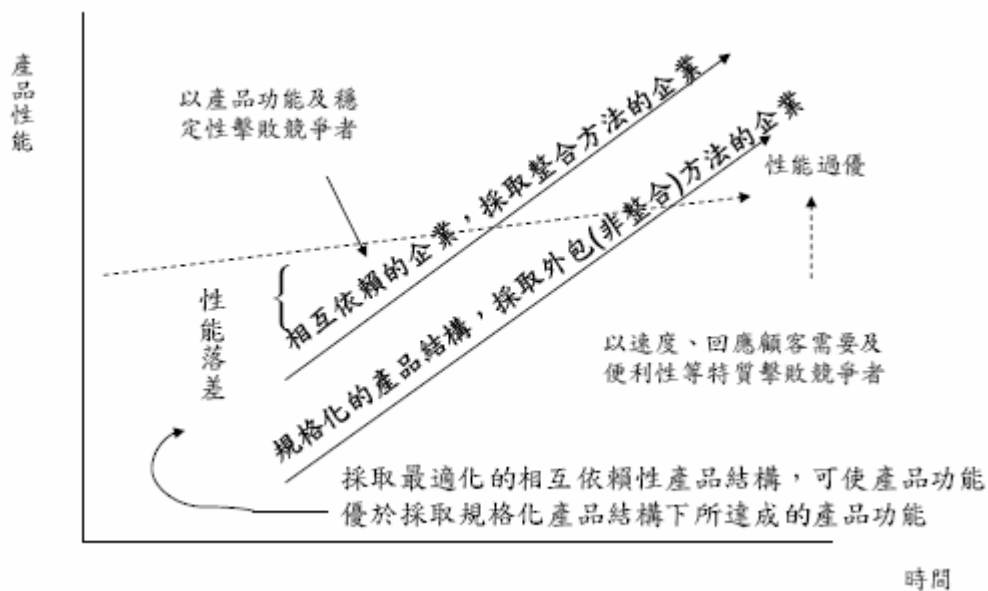 產品性能
以產品功能及穩
定性擊敗競爭者
相互依賴的企業，採取整合方法的企業
規格化的產品結構，採取外包(非整合)方法的企業
性能過優
性能落差
以速度、回應顧客需要及
便利性等特質擊敗競爭者
採取最適化的相互依賴性產品結構，可使產品功能
優於採取規格化產品結構下所達成的產品功能
時間